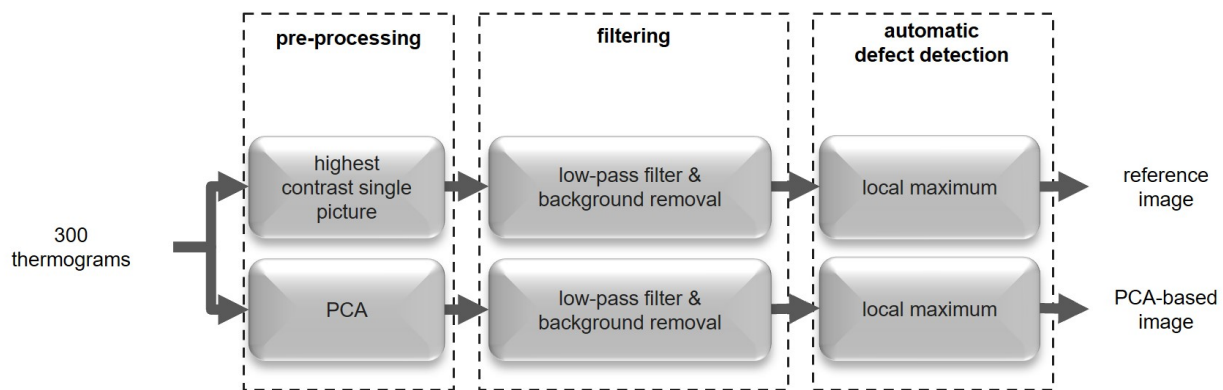 pre-processing
filtering
automatic
defect detection
highest
contrast single
picture
low-pass filter &
background removal
local maximum
reference
image
300
thermograms
PCA
low-pass filter &
background removal
local maximum
PCA-based
image